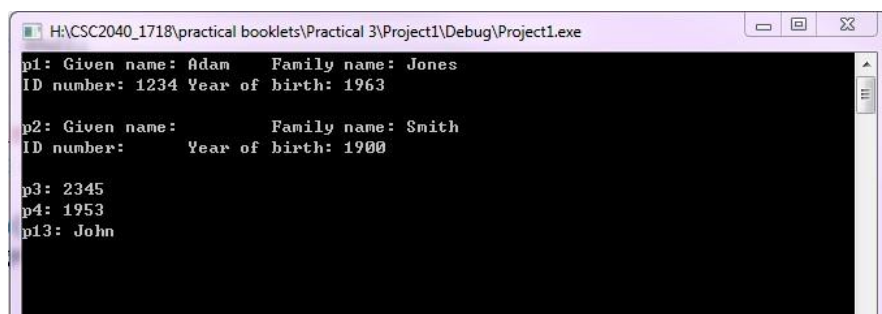 H:\CSC2040_1718\practical booklets\Practical 3\Project1\Debug\Project1.exe
p1: Given name: Adam    Family name: Jones
ID number: 1234 Year of birth: 1963
p2: Given name:         Family name: Smith
ID number:      Year of birth: 1900
p3: 2345
p4: 1953
p13: John